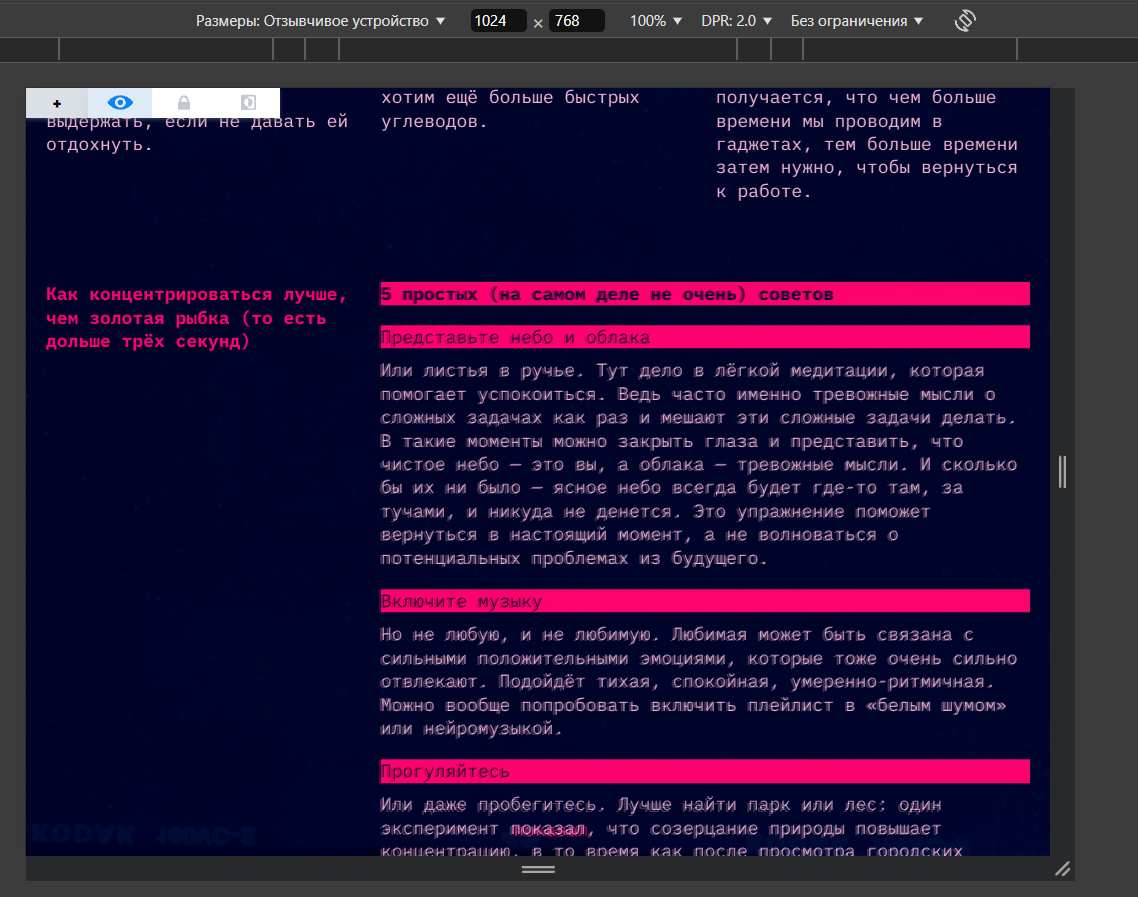 Размеры: Отзывчивое устройство ▼ 1024 × 768 100% ▼ DPR: 2.0 ▼ Без ограничения ▼
+
выдержать, если не давать ей
отдохнуть.
хотим ещё больше быстрых
углеводов.
получается, что чем больше
времени мы проводим в
гаджетах, тем больше времени
затем нужно, чтобы вернуться
к работе.
Как концентрироваться лучше,
чем золотая рыбка (то есть
дольше трёх секунд)
5 простых (на самом деле не очень) советов
Представьте небо и облака
Или листья в ручье. Тут дело в лёгкой медитации, которая
помогает успокоиться. Ведь часто именно тревожные мысли о
сложных задачах как раз и мешают эти сложные задачи делать.
В такие моменты можно закрыть глаза и представить, что
чистое небо — это вы, а облака — тревожные мысли. И сколько
бы их ни было — ясное небо всегда будет где-то там, за
тучами, и никуда не денется. Это упражнение поможет
вернуться в настоящий момент, а не волноваться о
потенциальных проблемах из будущего.
Включите музыку
Но не любую, и не любимую. Любимая может быть связана с
сильными положительными эмоциями, которые тоже очень сильно
отвлекают. Подойдёт тихая, спокойная, умеренно-ритмичная.
Можно вообще попробовать включить плейлист в «белым шумом»
или нейромузыкой.
Прогуляйтесь
Или даже пробегитесь. Лучше найти парк или лес: один
эксперимент показал, что созерцание природы повышает
концентрацию, в то время как после просмотра городских